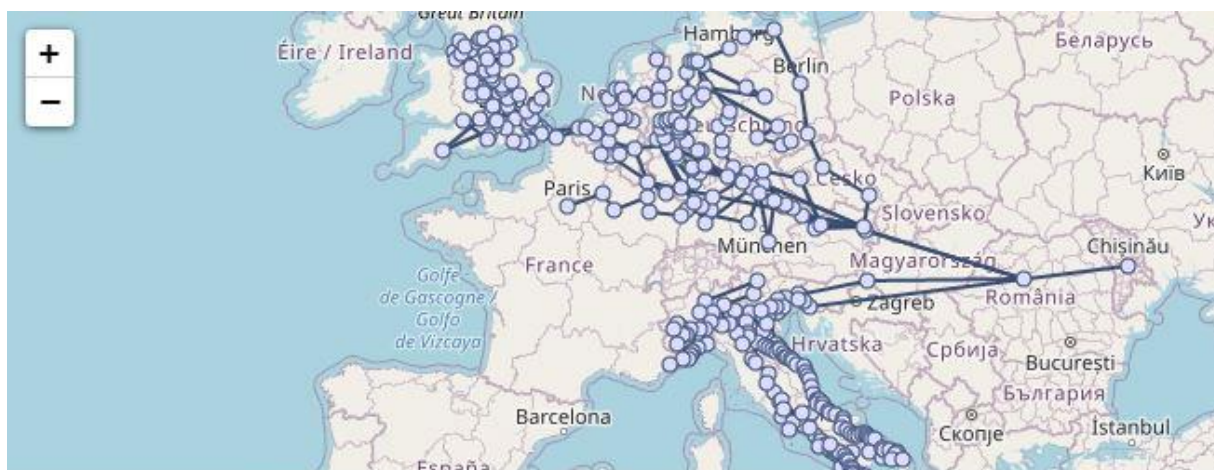 Great Britain
+
−
Éire / Ireland
Hamburg
Беларусь
Berlin
Polska
Deutschland
Česko
Київ
Paris
Slovensko
München
Chișinău
France
Magyarország
România
Golfe
de Gascogne /
Golfo
de Vizcaya
Zagreb
Hrvatska
Србија
București
България
Barcelona
Скопје
İstanbul
España